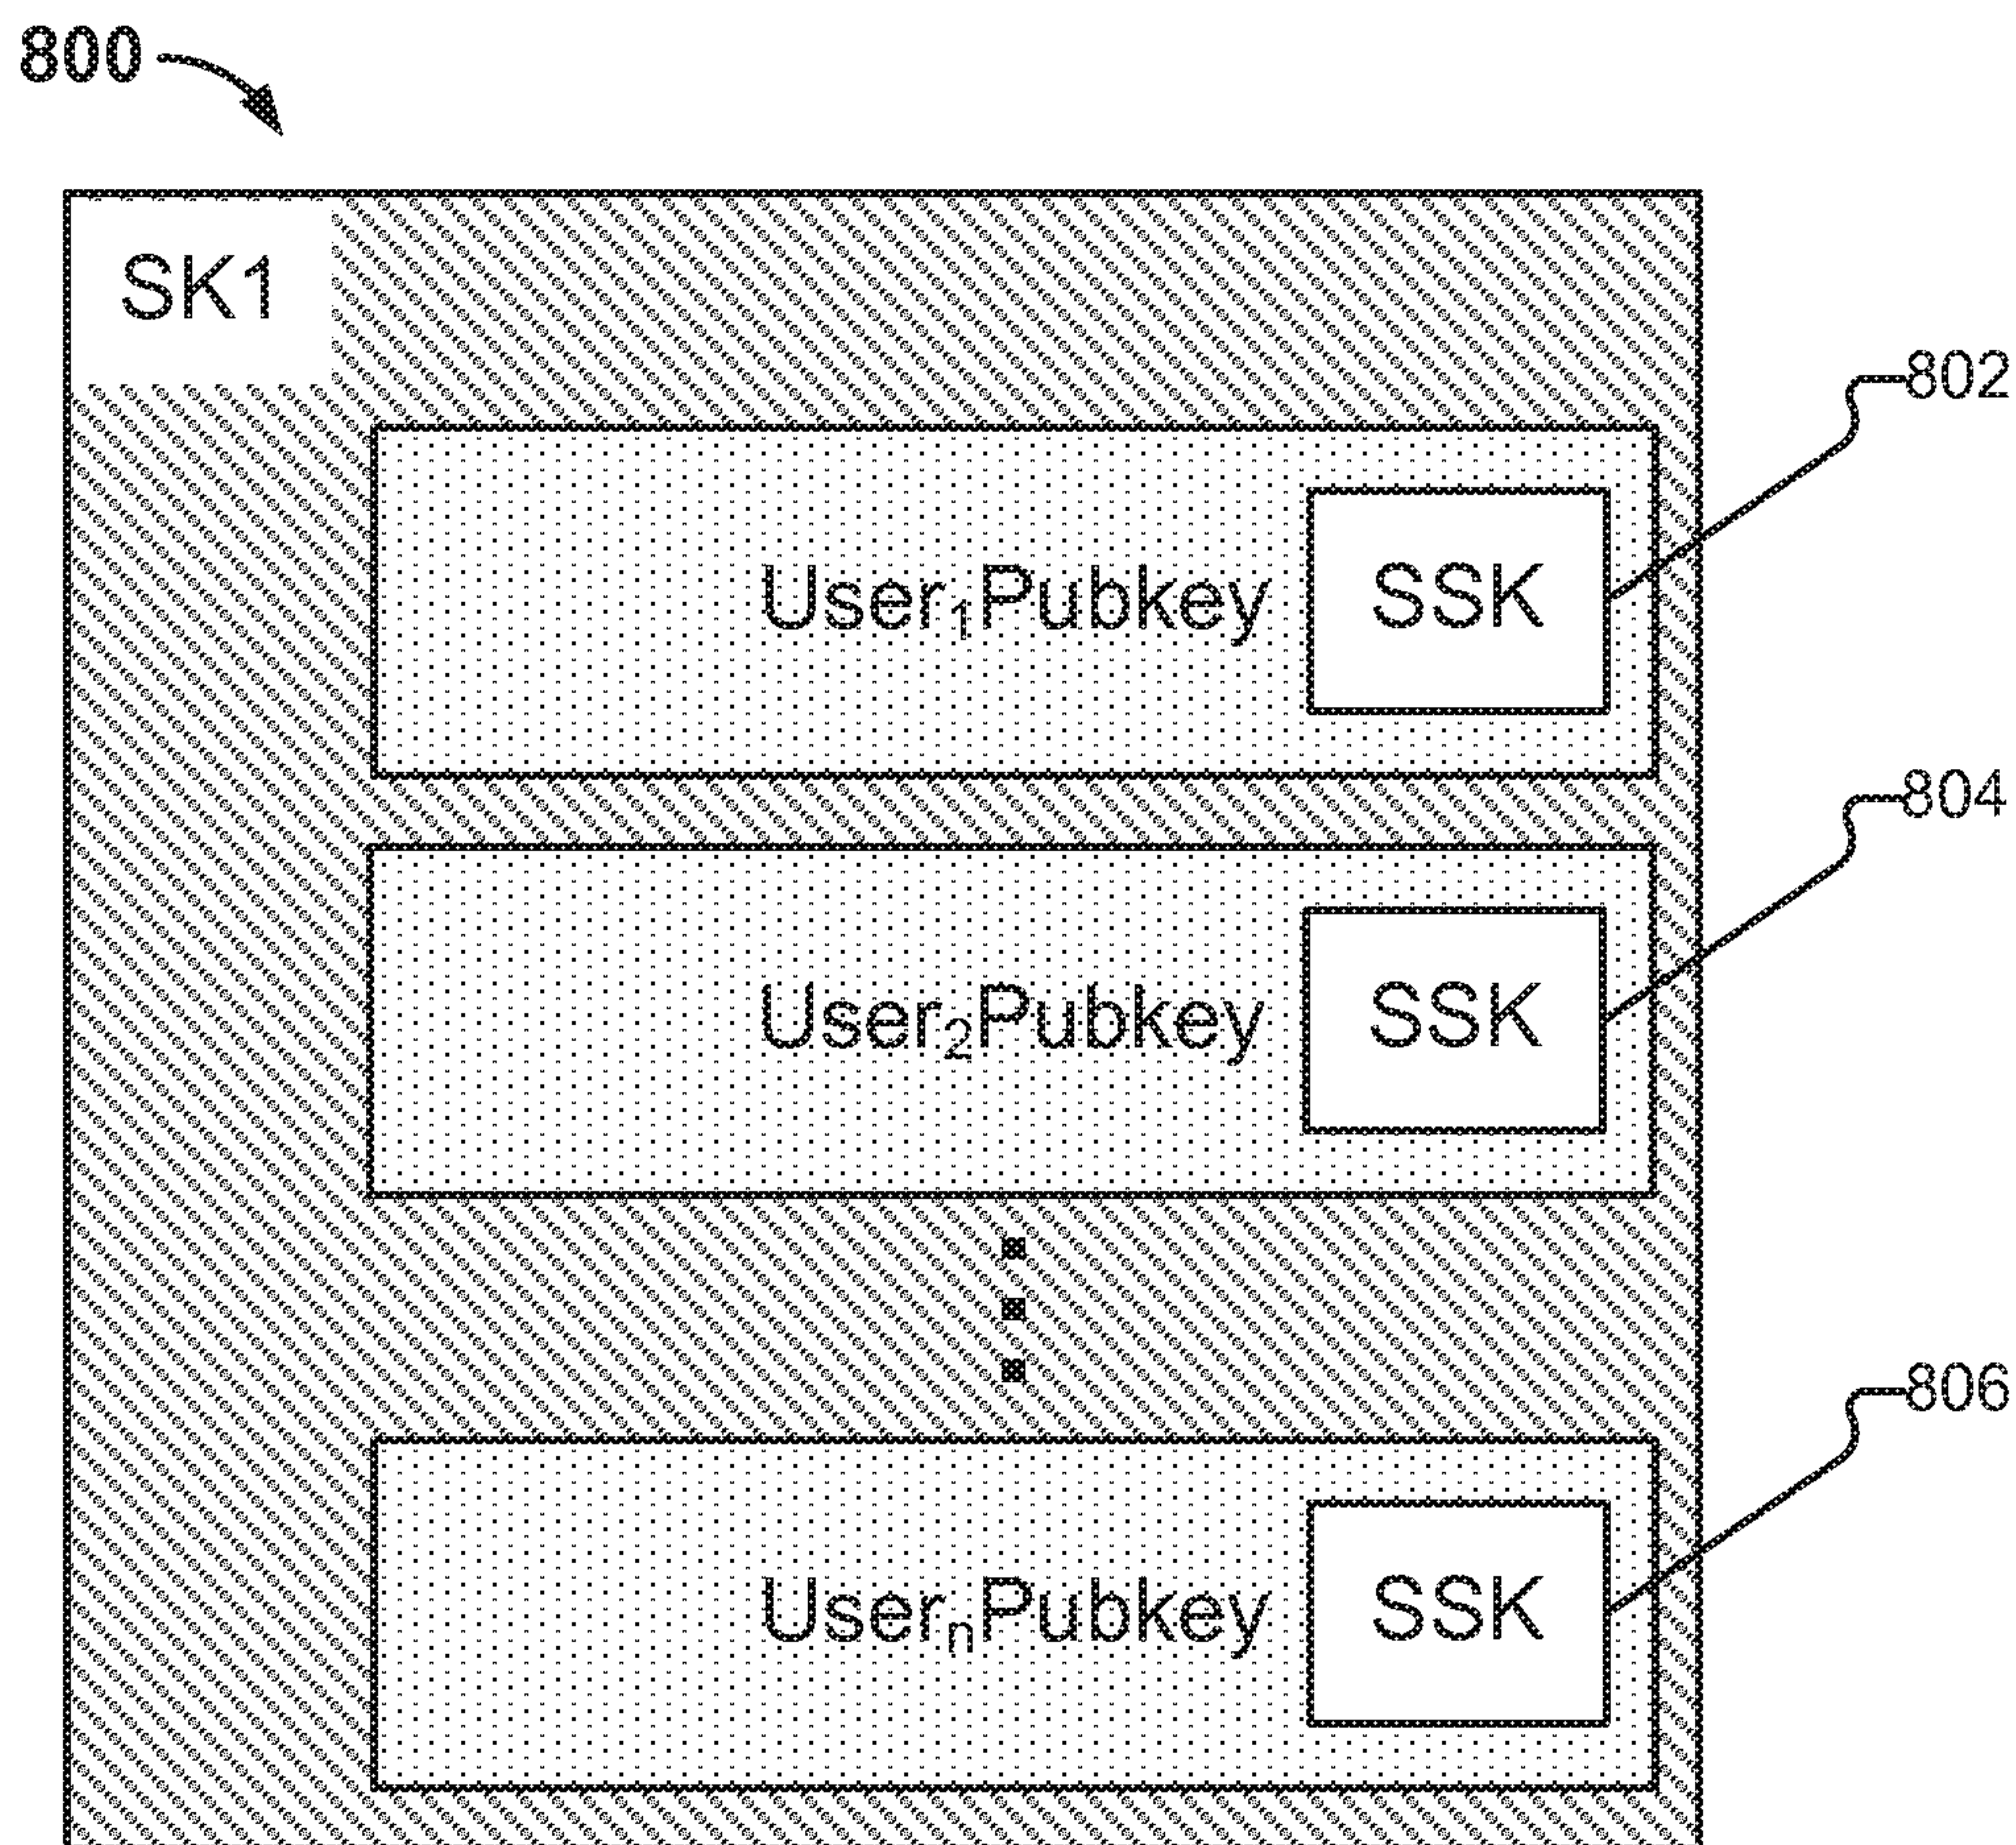 800
SK1
802
User₁Pubkey SSK
804
User₂Pubkey SSK
806
UserₙPubkey SSK